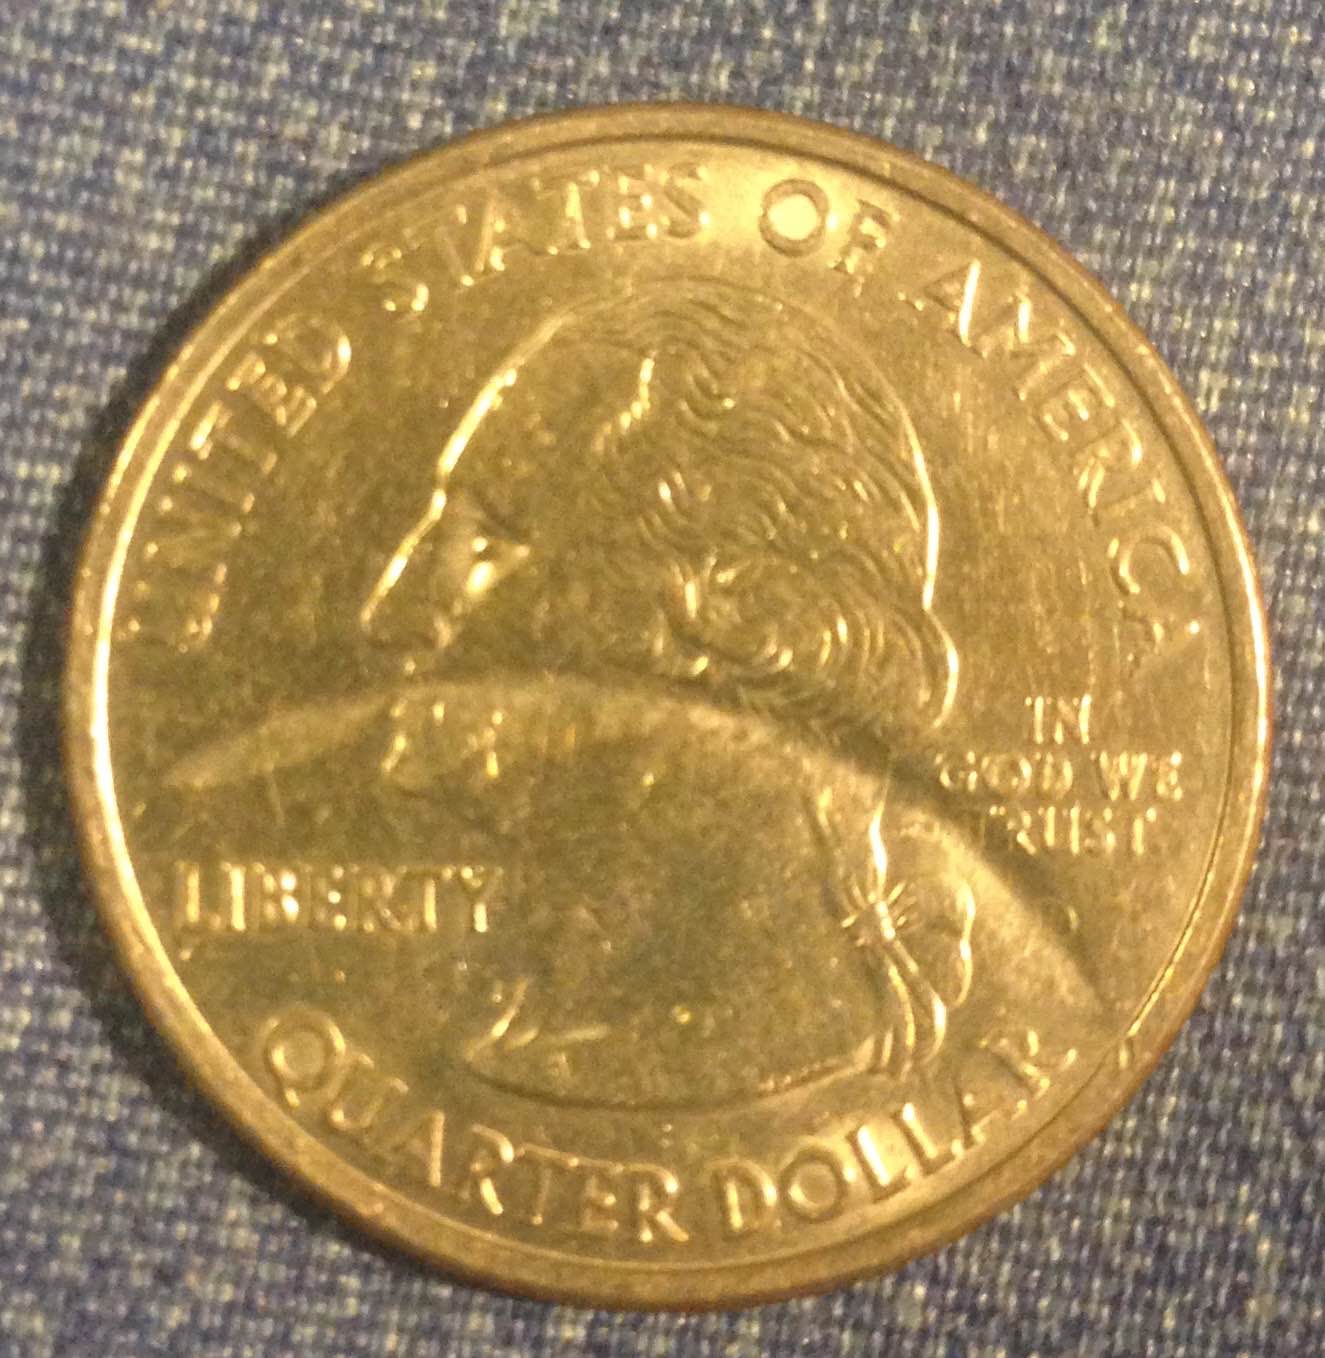 UNITED STATES OF AMERICA
LIBERTY
IN
GOD WE
TRUST
QUARTER DOLLAR